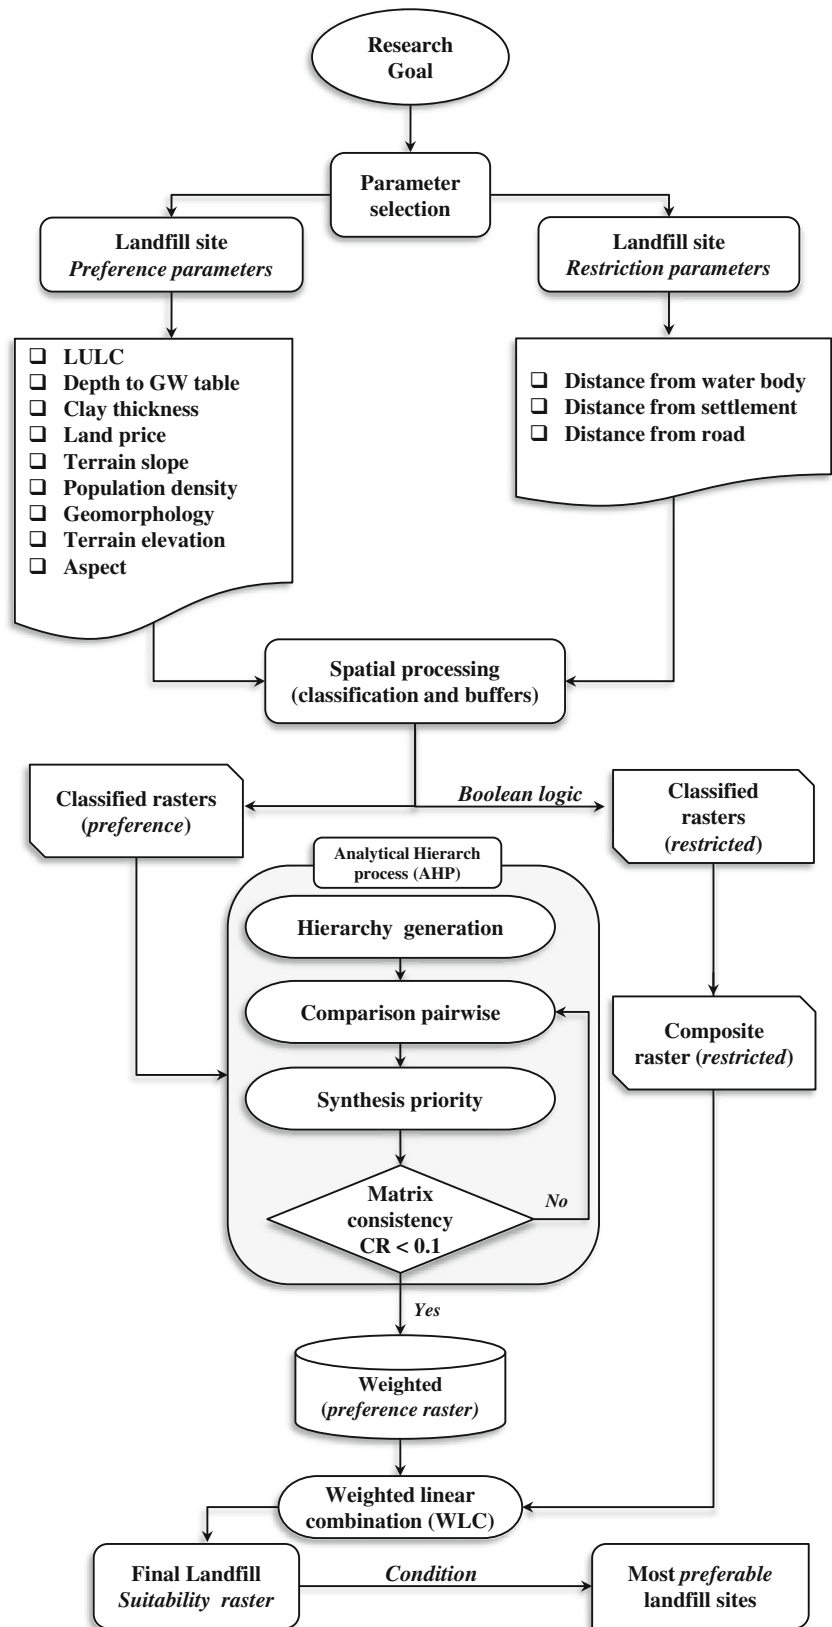 Research
Goal
Parameter
selection
Landfill site
Preference parameters
Landfill site
Restriction parameters
LULC
Depth to GW table
Clay thickness
Land price
Terrain slope
Population density
Geomorphology
Terrain elevation
Aspect
Distance from water body
Distance from settlement
Distance from road
Spatial processing
(classification and buffers)
Classified rasters
(preference)
Boolean logic
Classified
rasters
(restricted)
Analytical Hierarch
process (AHP)
Hierarchy generation
Comparison pairwise
Synthesis priority
Matrix
consistency
CR < 0.1
No
Yes
Composite
raster (restricted)
Weighted
(preference raster)
Weighted linear
combination (WLC)
Final Landfill
Suitability raster
Condition
Most preferable
landfill sites